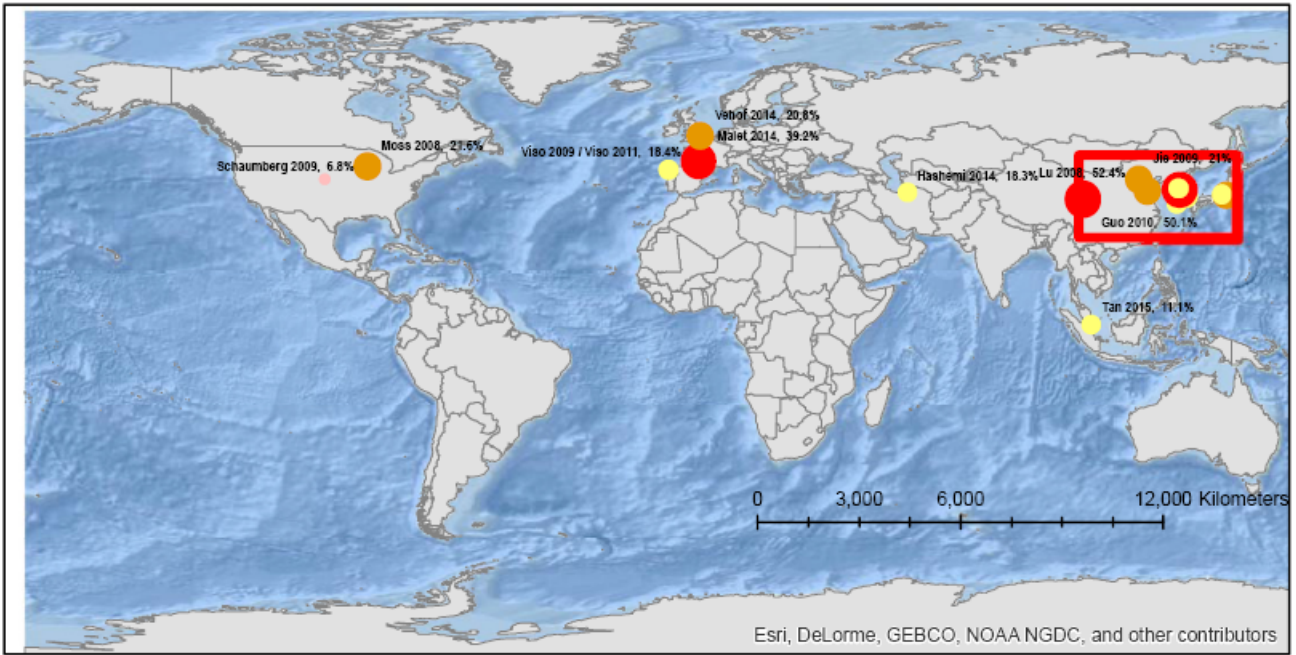 Vehof 2014, 20.8%
Moss 2008, 21.6%
Malet 2014, 39.2%
Viso 2009 / Viso 2011, 18.4%
Jie 2009, 21%
Schaumberg 2009, 6.8%
Hashemi 2014, 18.3%
Lu 2008, 52.4%
Guo 2010, 50.1%
Tan 2015, 11.1%
0 3,000 6,000 12,000 Kilometers
Esri, DeLorme, GEBCO, NOAA NGDC, and other contributors